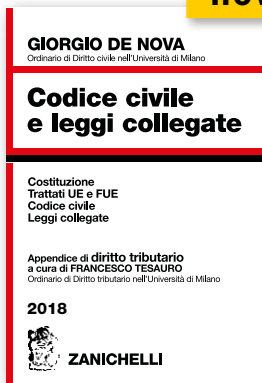 GIORGIO DE NOVA
Ordinario di Diritto civile nell'Università di Milano
Codice civile
e leggi collegate
Costituzione
Trattati UE e FUE
Codice civile
Leggi collegate
Appendice di diritto tributario
a cura di FRANCESCO TESAURO
Ordinario di Diritto tributario nell'Università di Milano
2018
ZANICHELLI